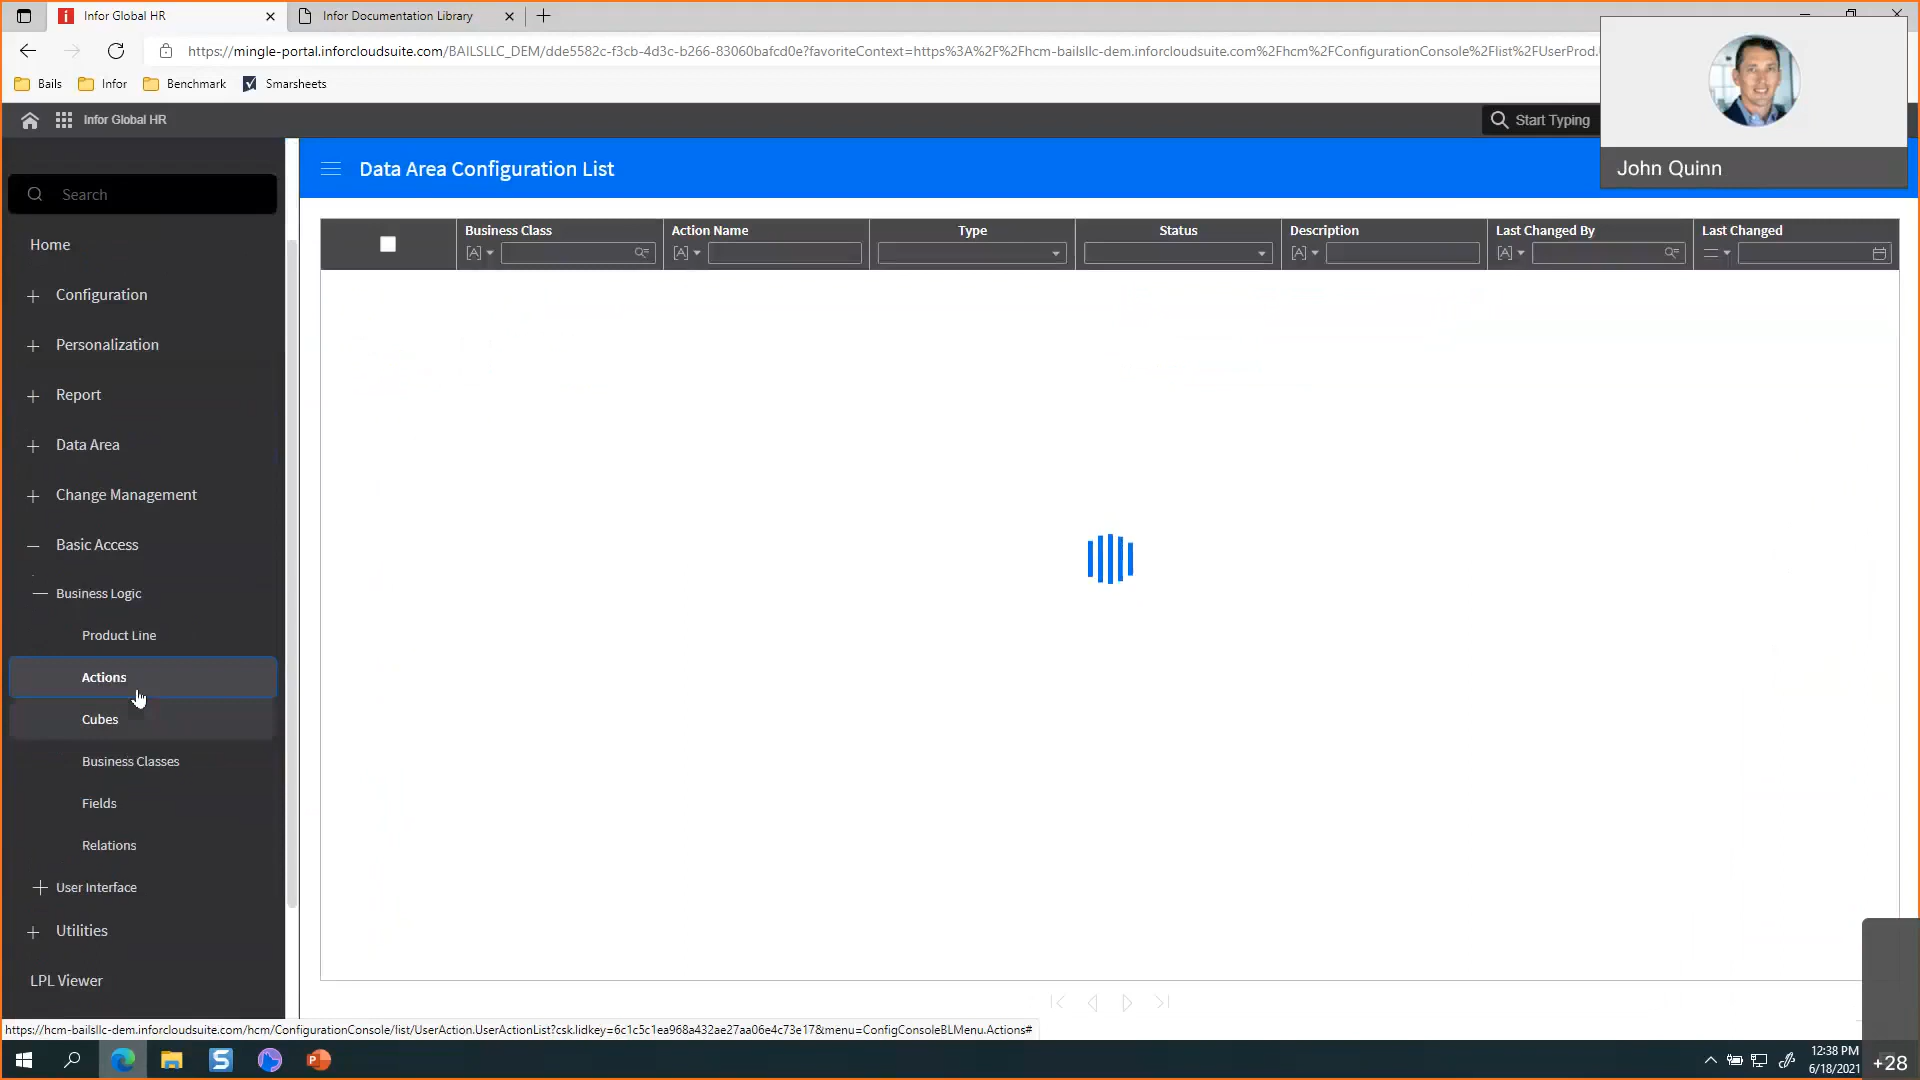 Infor Global HR
Infor Documentation Library
https://mingle-portal.inforcloudsuite.com/BAILSLLC_DEM/dde5582c-f3cb-4d3c-b266-83060bafcd0e?favoriteContext=https%3A%2F%2Fhcm-bailsllc-dem.inforcloudsuite.com%2Fhcm%2FConfigurationConsole%2Flist%2FUserProd.
Bails
Infor
Benchmark
Smarsheets
Infor Global HR
Start Typing
John Quinn
Search
Data Area Configuration List
Home
Configuration
Personalization
Report
Data Area
Change Management
Basic Access
Business Logic
Product Line
Actions
Cubes
Business Classes
Fields
Relations
User Interface
Utilities
LPL Viewer
Business Class
Action Name
Type
Status
Description
Last Changed By
Last Changed
[A]
[A]
[A]
[A]
https://hcm-bailsllc-dem.inforcloudsuite.com/hcm/ConfigurationConsole/list/UserAction.UserActionList?csk.lidkey=6c1c5c1ea968a432ae27aa06e4c73e17&menu=ConfigConsoleBLMenu.Actions#
12:38 PM
6/18/2021
+28